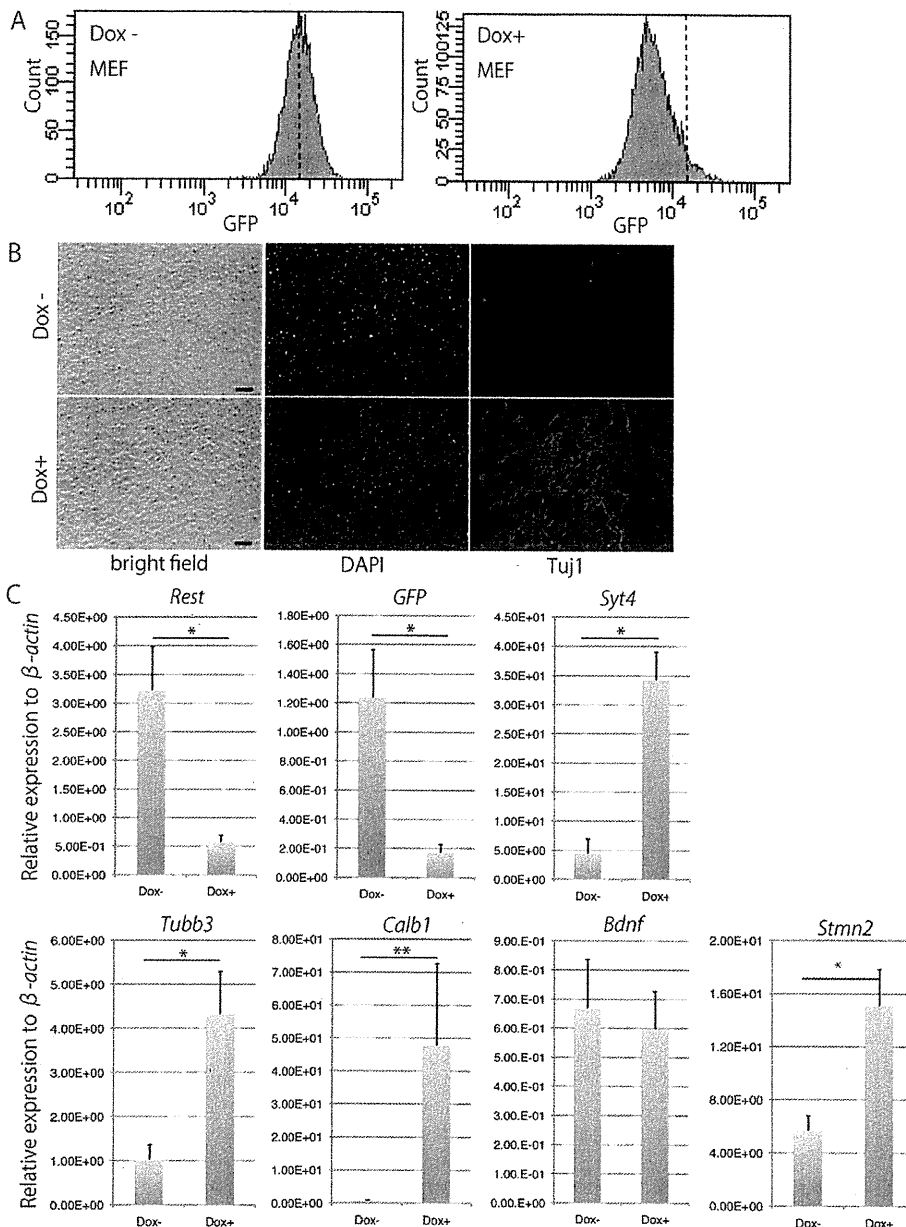 A
Dox -
MEF
Count
150
100
50
0
10^2
10^3
10^4
10^5
GFP
Dox+
MEF
Count
125
100
75
50
25
0
10^2
10^3
10^4
10^5
GFP
B
Dox -
Dox+
bright field
DAPI
Tuj1
C
Relative expression to β-actin
Rest
4.50E+00
4.00E+00
3.50E+00
3.00E+00
2.50E+00
2.00E+00
1.50E+00
1.00E+00
5.00E-01
0.00E+00
*
Dox-
Dox+
GFP
1.80E+00
1.60E+00
1.40E+00
1.20E+00
1.00E+00
8.00E-01
6.00E-01
4.00E-01
2.00E-01
0.00E+00
*
Dox-
Dox+
Syt4
4.50E+01
4.00E+01
3.50E+01
3.00E+01
2.50E+01
2.00E+01
1.50E+01
1.00E+01
5.00E+00
0.00E+00
*
Dox-
Dox+
Relative expression to β-actin
Tubb3
6.00E+00
5.00E+00
4.00E+00
3.00E+00
2.00E+00
1.00E+00
0.00E+00
*
Dox-
Dox+
Calb1
8.00E+01
7.00E+01
6.00E+01
5.00E+01
4.00E+01
3.00E+01
2.00E+01
1.00E+01
0.00E+00
**
Dox-
Dox+
Bdnf
9.00.E-01
8.00.E-01
7.00.E-01
6.00.E-01
5.00.E-01
4.00.E-01
3.00.E-01
2.00.E-01
1.00.E-01
0.00.E+00
Dox-
Dox+
Stmn2
2.00E+01
1.60E+01
1.20E+01
8.00E+00
4.00E+00
0.00E+00
*
Dox-
Dox+